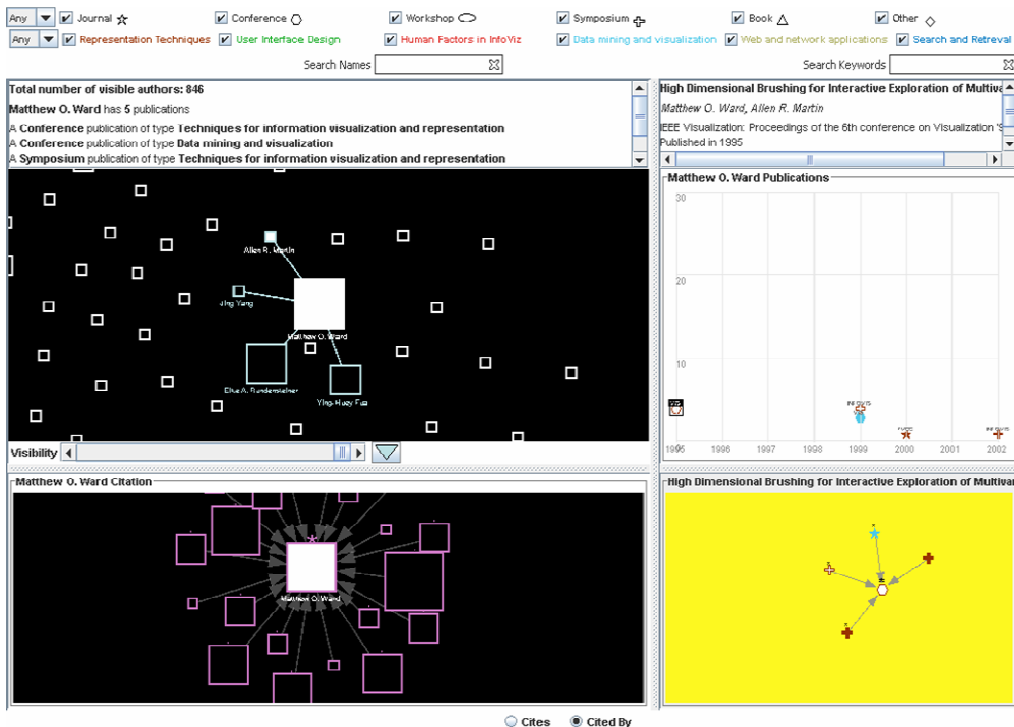 Any Journal Conference Workshop Symposium Book Other
Any Representation Techniques User Interface Design Human Factors in InfoViz Data mining and visualization Web and network applications Search and Retreval
Search Names Search Keywords
Total number of visible authors: 846
Matthew O. Ward has 5 publications
A Conference publication of type Techniques for information visualization and representation
A Conference publication of type Data mining and visualization
A Symposium publication of type Techniques for information visualization and representation
High Dimensional Brushing for Interactive Exploration of Multiva
Matthew O. Ward, Allen R. Martin
IEEE Visualization: Proceedings of the 6th conference on Visualization '9
Published in 1995
Allen R. Martin
Jing Yang
Matthew O. Ward
Elke A. Rundensteiner
Ying-Huey Fua
Visibility
Matthew O. Ward Publications
30
20
10
INFOVIS
INFOVIS
1995 1996 1997 1998 1999 2000 2001 2002
Matthew O. Ward Citation
Matthew O. Ward
High Dimensional Brushing for Interactive Exploration of Multivar
Cites Cited By